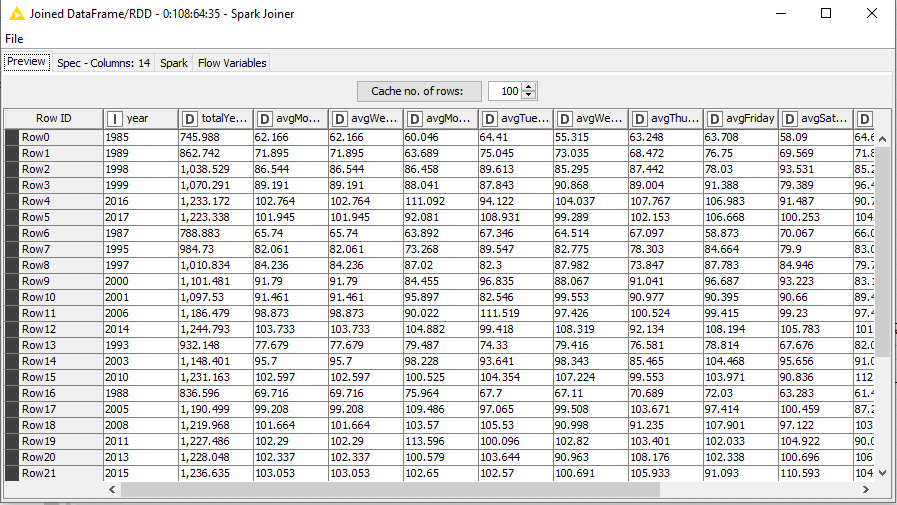 Joined DataFrame/RDD - 0:108:64:35 - Spark Joiner
File
Preview Spec - Columns: 14 Spark Flow Variables
Cache no. of rows: 100
Row ID I year D totalYe... D avgMo... D avgWe... D avgMo... D avgTue... D avgWe... D avgThu... D avgFriday D avgSat... D
Row0 1985 745.988 62.166 62.166 60.046 64.41 55.315 63.248 63.708 58.09 64.6
Row1 1989 862.742 71.895 71.895 63.689 75.045 73.035 68.472 76.75 69.569 71.8
Row2 1998 1,038.529 86.544 86.544 86.458 89.613 85.295 87.442 78.03 93.531 85.2
Row3 1999 1,070.291 89.191 89.191 88.041 87.843 90.868 89.004 91.388 79.389 96.4
Row4 2016 1,233.172 102.764 102.764 111.092 94.122 104.037 107.767 106.983 91.487 90.7
Row5 2017 1,223.338 101.945 101.945 92.081 108.931 99.289 102.153 106.668 100.253 104
Row6 1987 788.883 65.74 65.74 63.892 67.346 64.514 67.097 58.873 70.067 66.0
Row7 1995 984.73 82.061 82.061 73.268 89.547 82.775 78.303 84.664 79.9 83.0
Row8 1997 1,010.834 84.236 84.236 87.02 82.3 87.982 73.847 87.783 84.946 79.7
Row9 2000 1,101.481 91.79 91.79 84.455 96.835 88.067 91.041 96.687 93.223 83.1
Row10 2001 1,097.53 91.461 91.461 95.897 82.546 99.553 90.977 90.395 90.66 89.4
Row11 2006 1,186.479 98.873 98.873 90.022 111.519 97.426 100.524 99.415 99.23 97.4
Row12 2014 1,244.793 103.733 103.733 104.882 99.418 108.319 92.134 108.194 105.783 101
Row13 1993 932.148 77.679 77.679 79.487 74.33 79.416 76.581 78.814 67.676 82.0
Row14 2003 1,148.401 95.7 95.7 98.228 93.641 98.343 85.465 104.468 95.656 91.0
Row15 2010 1,231.163 102.597 102.597 100.525 104.354 107.224 99.553 103.971 90.836 112
Row16 1988 836.596 69.716 69.716 75.964 67.7 67.11 70.689 72.03 63.283 61.4
Row17 2005 1,190.499 99.208 99.208 109.486 97.065 99.508 103.671 97.414 100.459 87.2
Row18 2008 1,219.968 101.664 101.664 103.57 105.53 90.998 91.235 107.901 97.122 103
Row19 2011 1,227.486 102.29 102.29 113.596 100.096 102.82 103.401 102.033 104.922 90.0
Row20 2013 1,228.048 102.337 102.337 100.579 103.644 90.963 108.176 102.338 100.696 106
Row21 2015 1,236.635 103.053 103.053 102.65 102.57 100.691 105.933 91.093 110.593 104